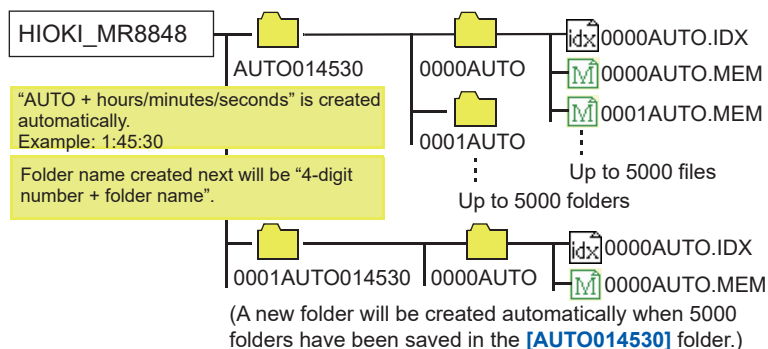 HIOKI_MR8848
AUTO014530
0000AUTO
idx 0000AUTO.IDX
M 0000AUTO.MEM
M 0001AUTO.MEM
"AUTO + hours/minutes/seconds" is created
automatically.
Example: 1:45:30
0001AUTO
Folder name created next will be "4-digit
number + folder name".
Up to 5000 files
Up to 5000 folders
0001AUTO014530
0000AUTO
idx 0000AUTO.IDX
M 0000AUTO.MEM
(A new folder will be created automatically when 5000
folders have been saved in the [AUTO014530] folder.)